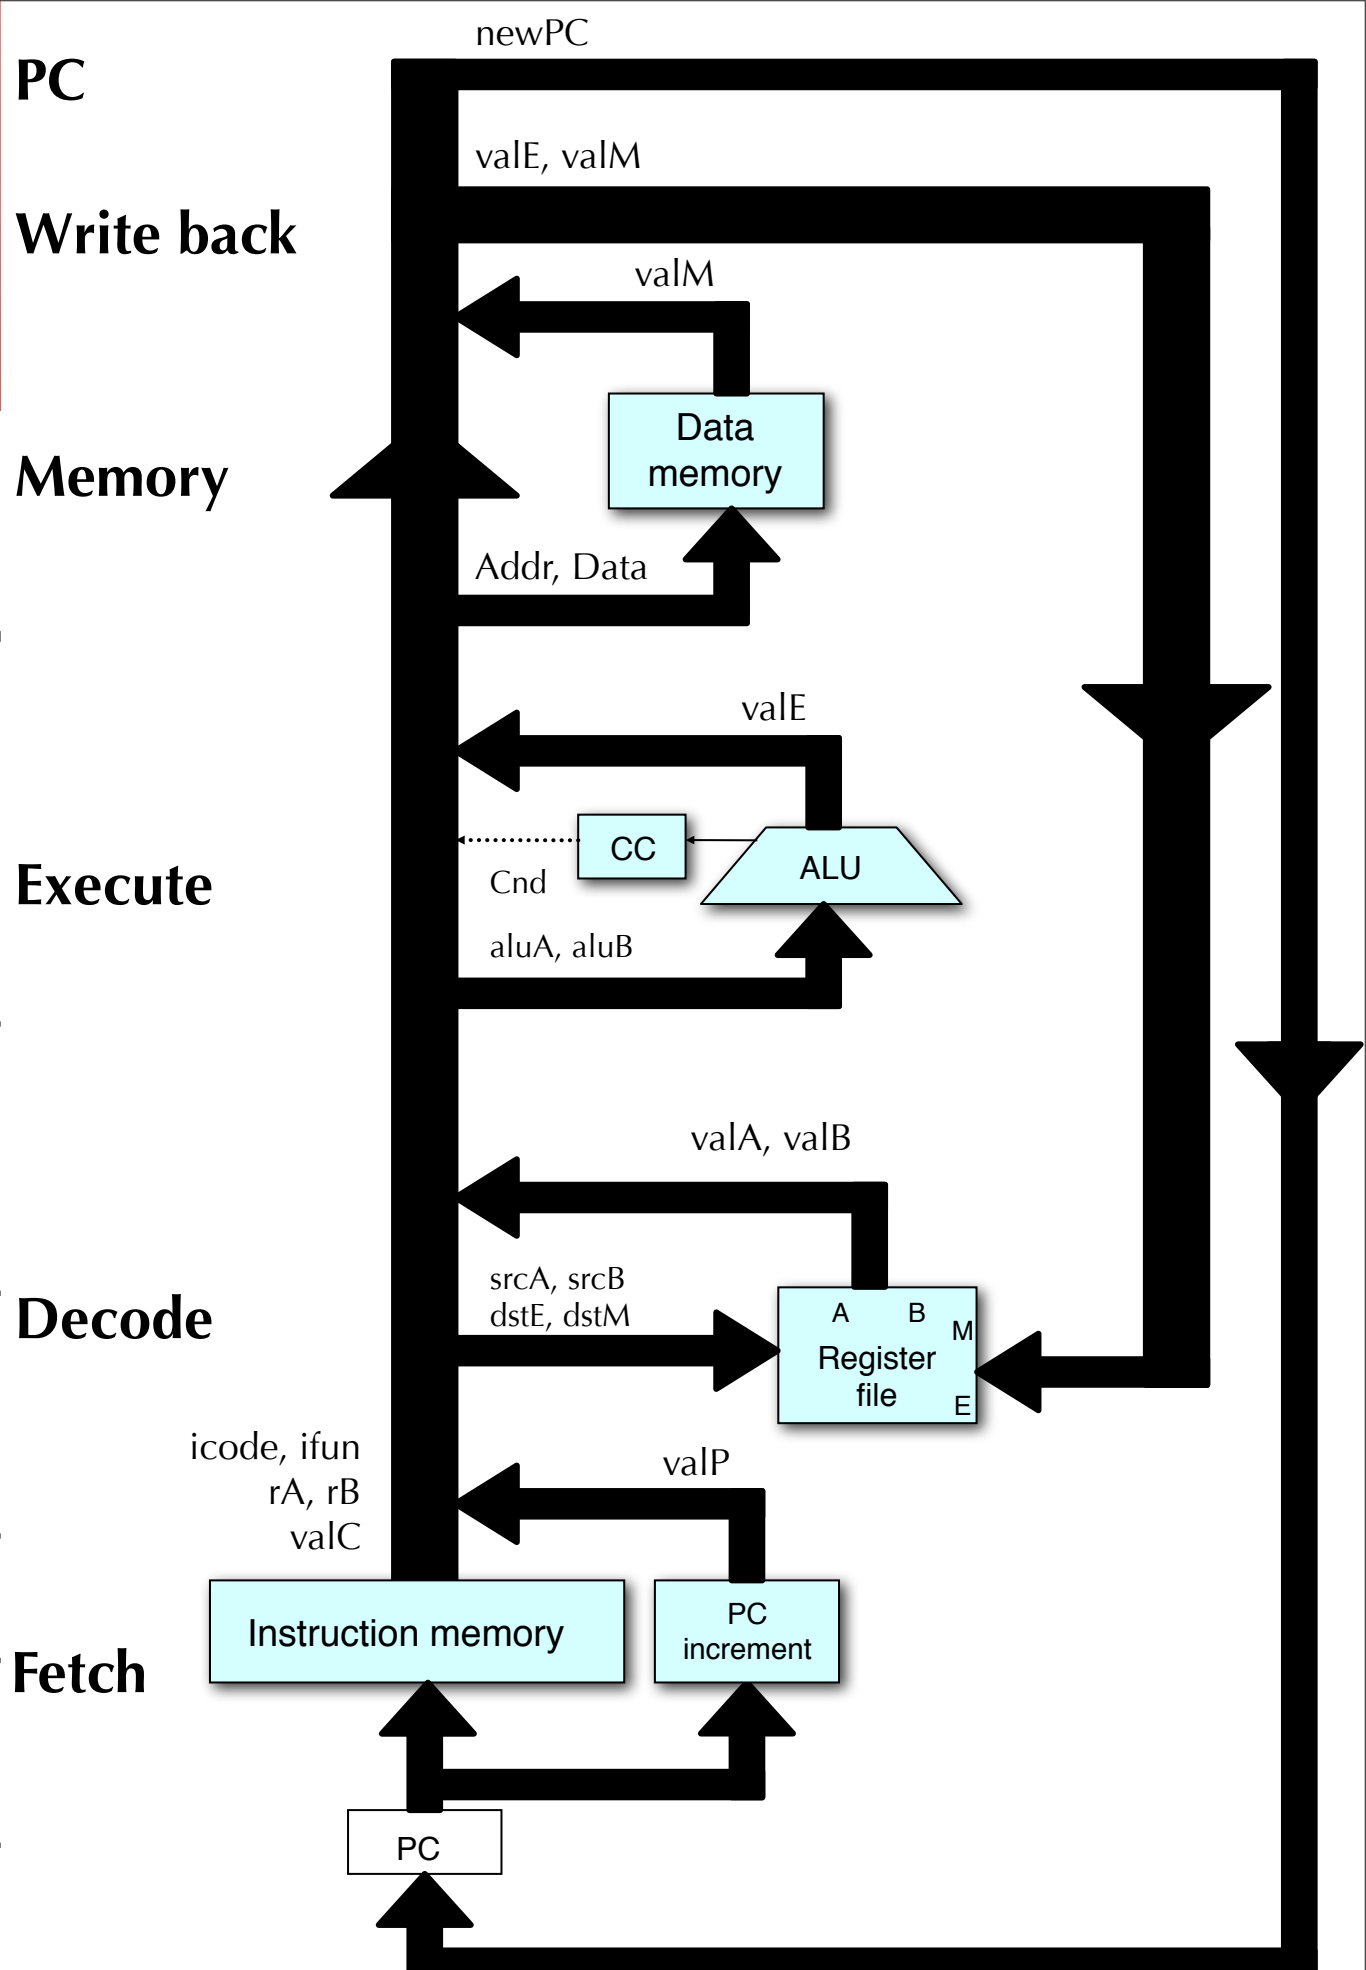 newPC
PC
valE, valM
Write back
valM
Data
memory
Memory
Addr, Data
valE
CC
ALU
Execute
Cnd
aluA, aluB
valA, valB
srcA, srcB
dstE, dstM
Decode
A B
M
Register
file
E
icode, ifun
rA, rB
valC
valP
Instruction memory
PC
increment
Fetch
PC